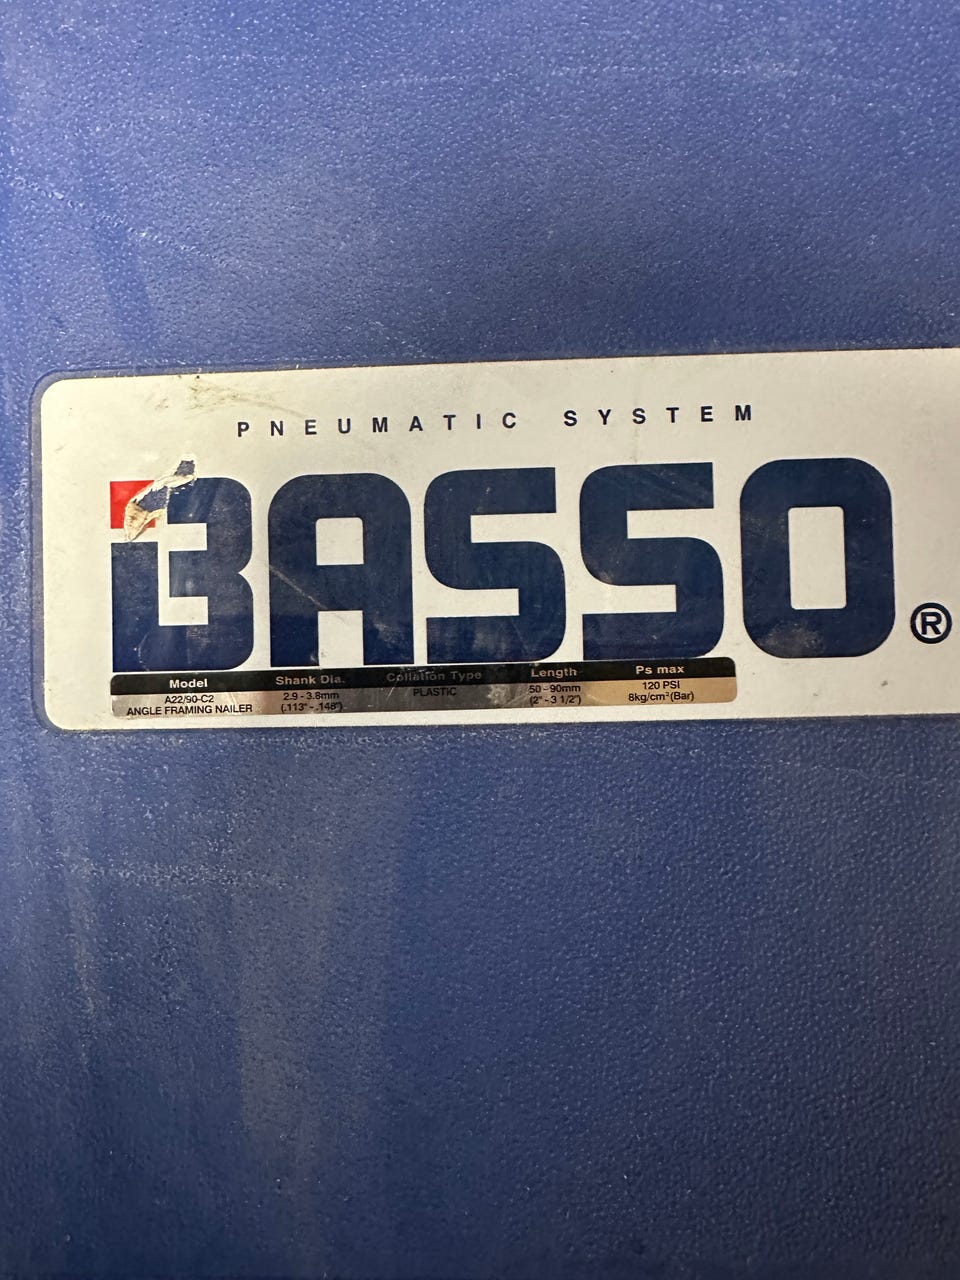 PNEUMATIC SYSTEM
BASSO®
Model Shank Dia. Collation Type Length Ps max
A22/90-C2 2.9 - 3.8mm PLASTIC 50 - 90mm 120 PSI
ANGLE FRAMING NAILER (.113" - .148") (2" - 3 1/2") 8kg/cm²(Bar)